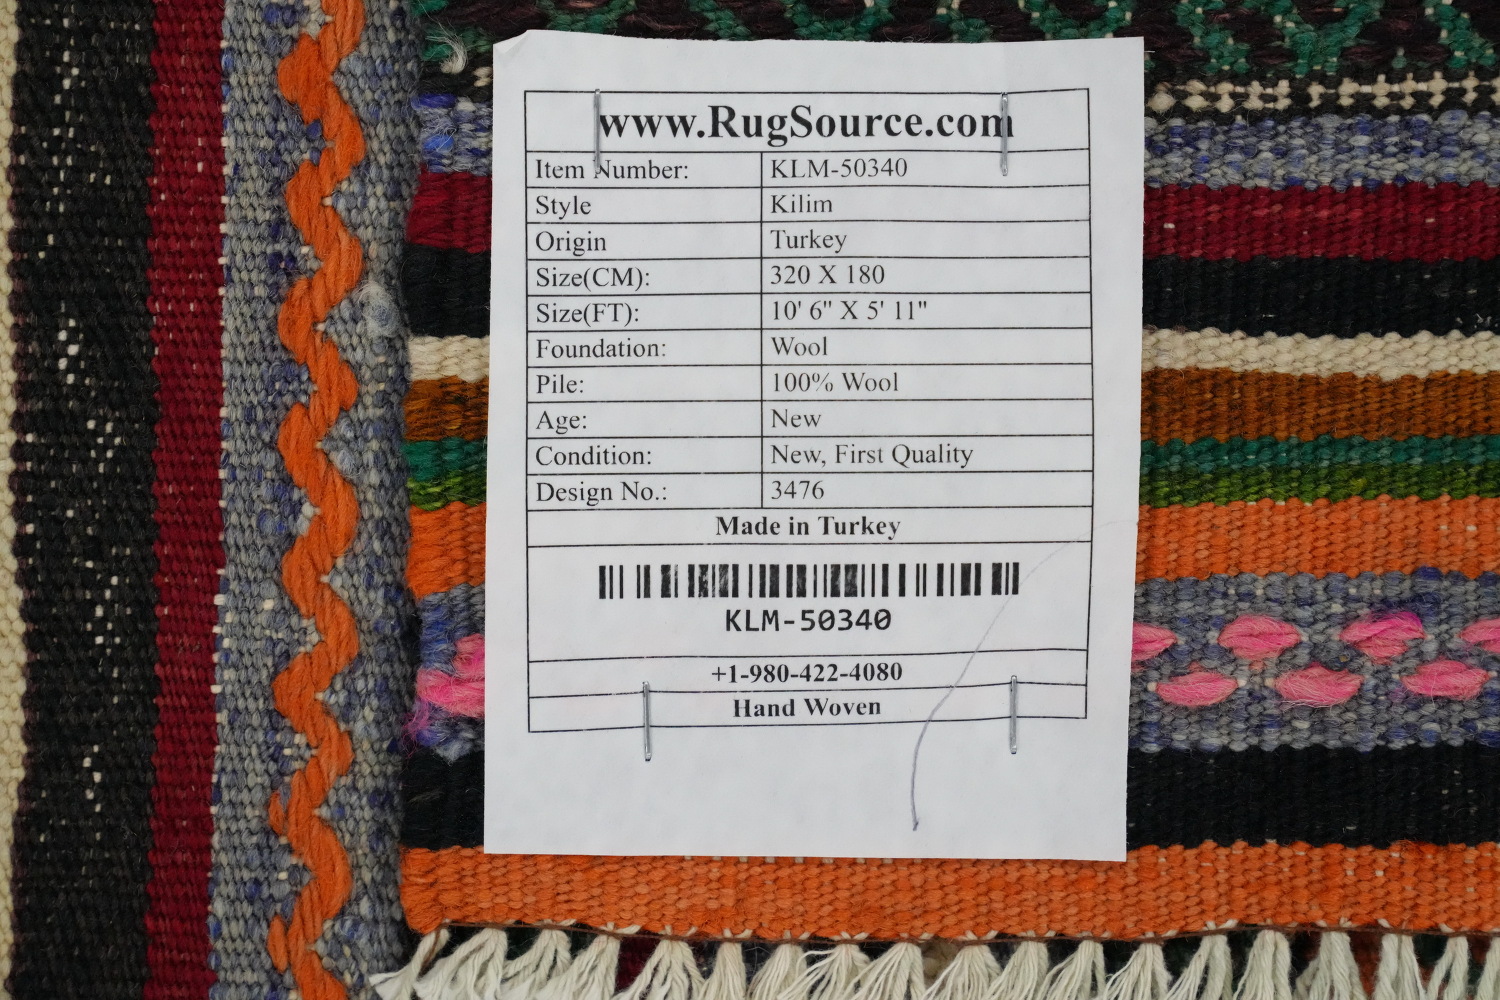 www.RugSource.com
Item Number: KLM-50340
Style Kilim
Origin Turkey
Size(CM): 320 X 180
Size(FT): 10' 6" X 5' 11"
Foundation: Wool
Pile: 100% Wool
Age: New
Condition: New, First Quality
Design No.: 3476
Made in Turkey
KLM-50340
+1-980-422-4080
Hand Woven